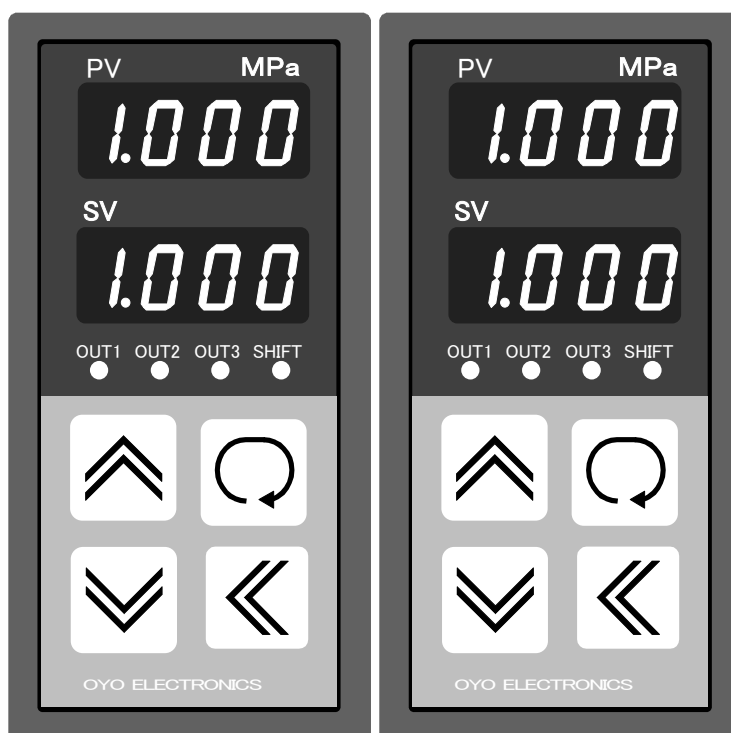 PV MPa
1.000
SV
1.000
OUT1 OUT2 OUT3 SHIFT
OYO ELECTRONICS
PV MPa
1.000
SV
1.000
OUT1 OUT2 OUT3 SHIFT
OYO ELECTRONICS